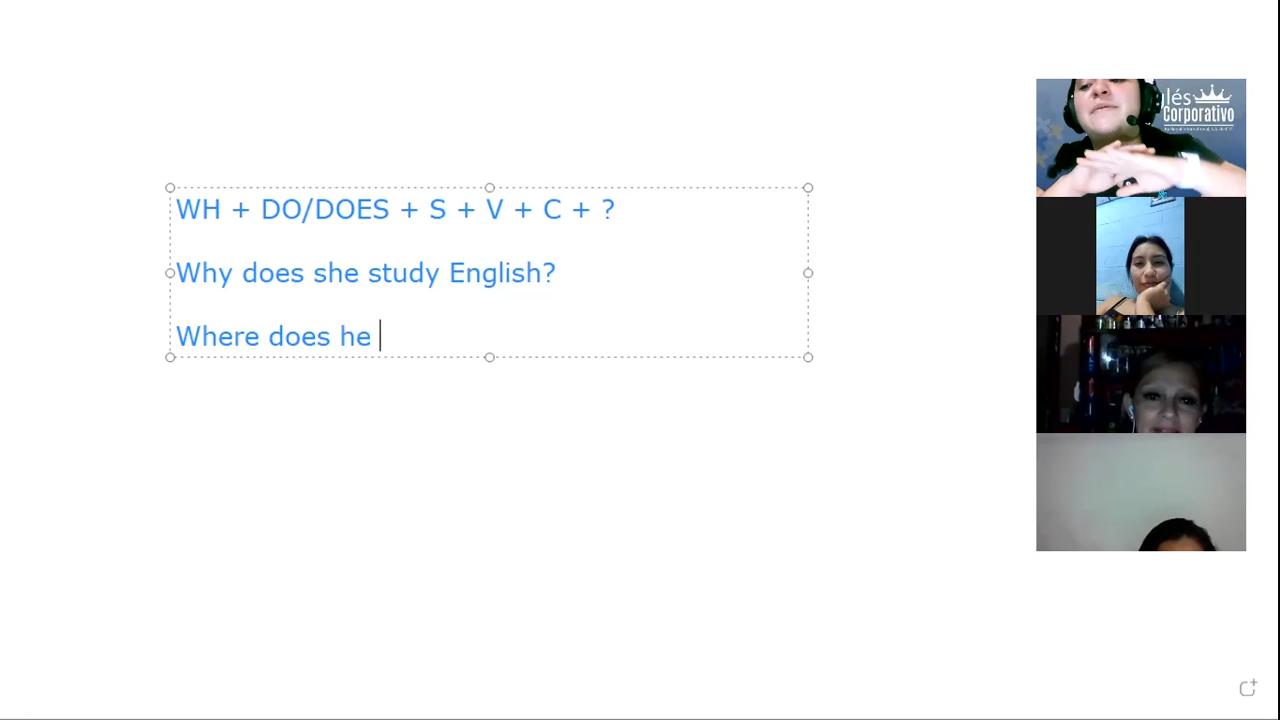 WH + DO/DOES + S + V + C + ?
Why does she study English?
Where does he
lés
Corporativo